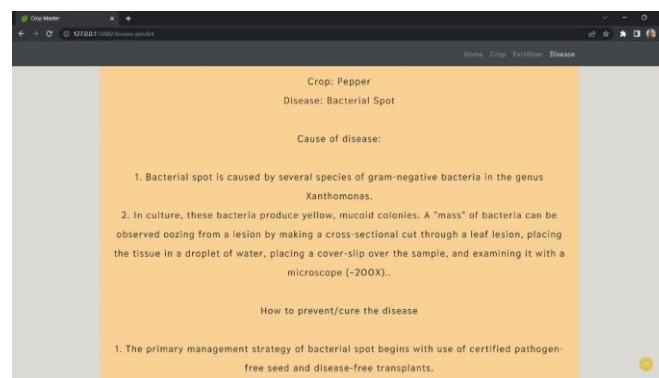 Crop Master
127.0.0.1:5000/disease-predict
Home Crop Fertilizer Disease
Crop: Pepper
Disease: Bacterial Spot
Cause of disease:
1. Bacterial spot is caused by several species of gram-negative bacteria in the genus
Xanthomonas.
2. In culture, these bacteria produce yellow, mucoid colonies. A "mass" of bacteria can be
observed oozing from a lesion by making a cross-sectional cut through a leaf lesion, placing
the tissue in a droplet of water, placing a cover-slip over the sample, and examining it with a
microscope (~200X)..
How to prevent/cure the disease
1. The primary management strategy of bacterial spot begins with use of certified pathogen-
free seed and disease-free transplants.